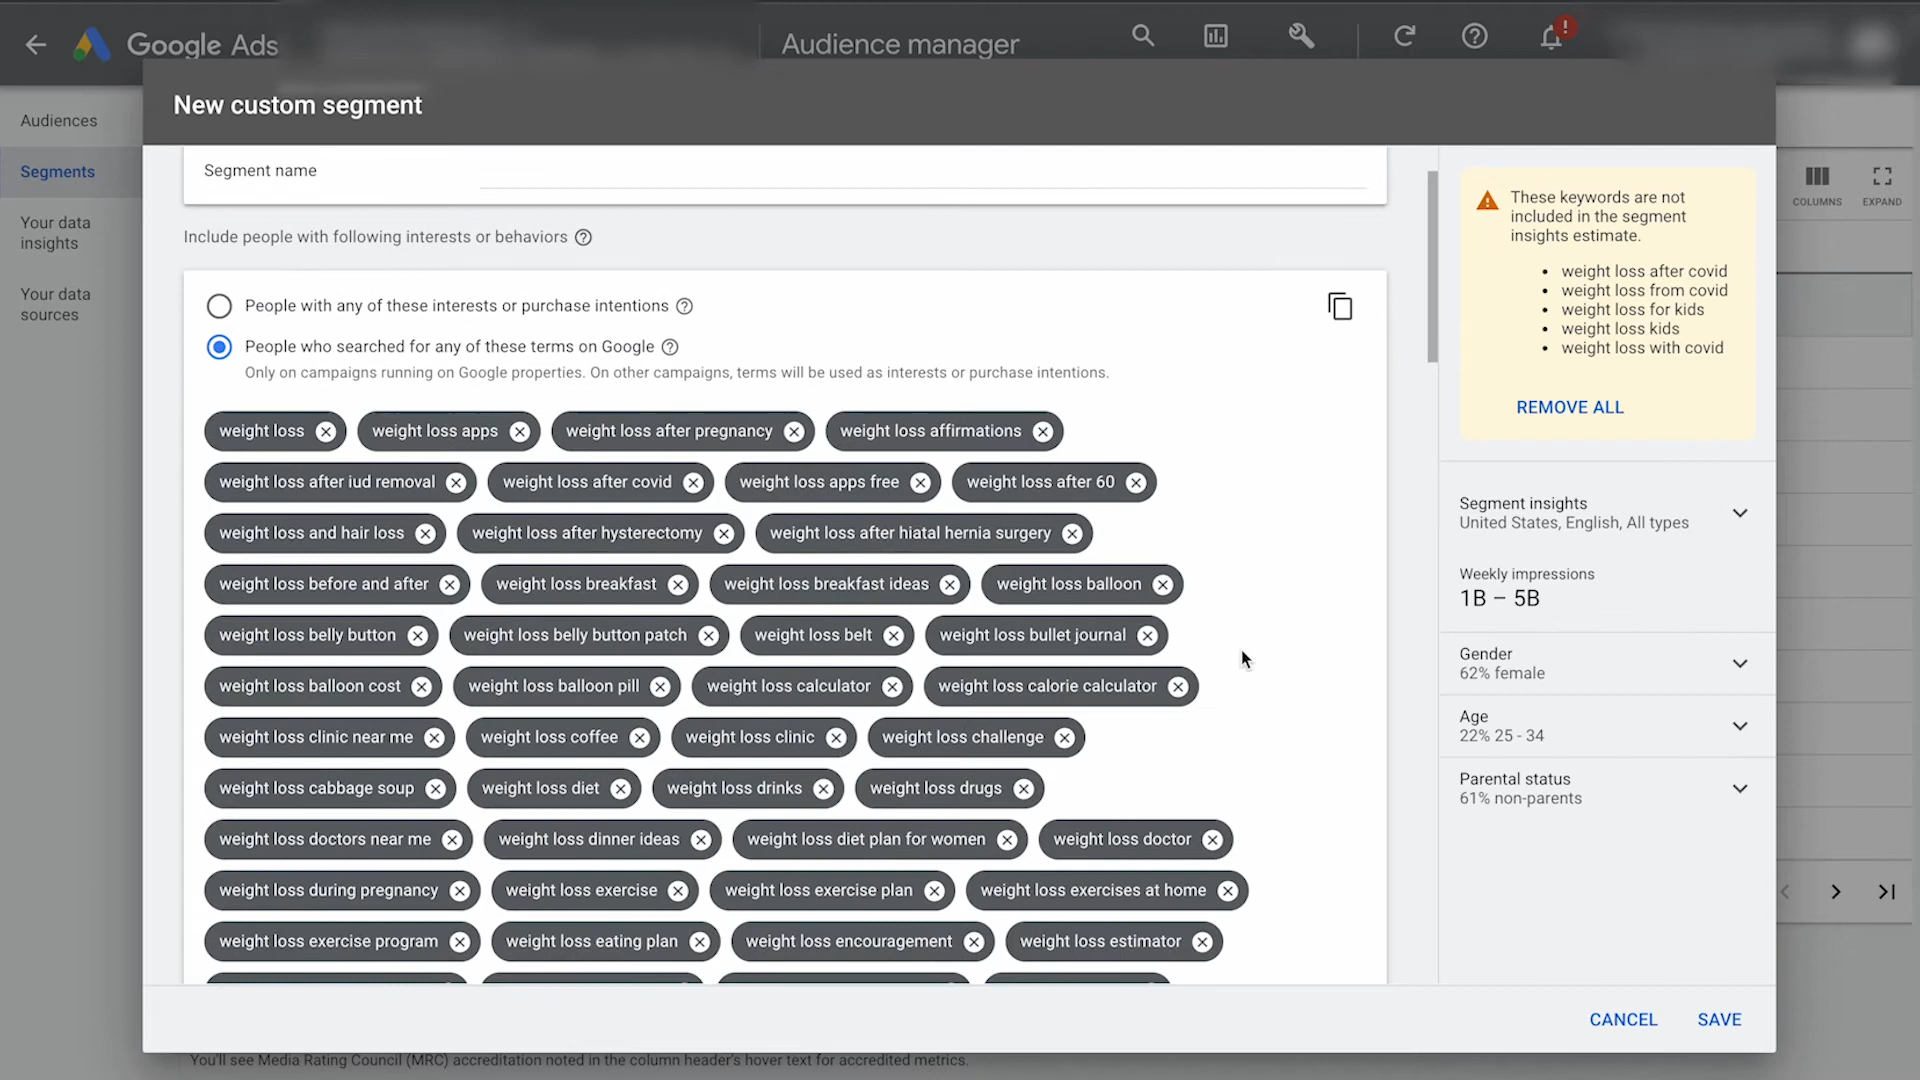 Google Ads
Audience manager
!
New custom segment
Audiences
Segments
Your data
insights
Your data
sources
COLUMNS
EXPAND
Segment name
Include people with following interests or behaviors
People with any of these interests or purchase intentions
People who searched for any of these terms on Google
Only on campaigns running on Google properties. On other campaigns, terms will be used as interests or purchase intentions.
weight loss weight loss apps weight loss after pregnancy weight loss affirmations
weight loss after iud removal weight loss after covid weight loss apps free weight loss after 60
weight loss and hair loss weight loss after hysterectomy weight loss after hiatal hernia surgery
weight loss before and after weight loss breakfast weight loss breakfast ideas weight loss balloon
weight loss belly button weight loss belly button patch weight loss belt weight loss bullet journal
weight loss balloon cost weight loss balloon pill weight loss calculator weight loss calorie calculator
weight loss clinic near me weight loss coffee weight loss clinic weight loss challenge
weight loss cabbage soup weight loss diet weight loss drinks weight loss drugs
weight loss doctors near me weight loss dinner ideas weight loss diet plan for women weight loss doctor
weight loss during pregnancy weight loss exercise weight loss exercise plan weight loss exercises at home
weight loss exercise program weight loss eating plan weight loss encouragement weight loss estimator
These keywords are not
included in the segment
insights estimate.
• weight loss after covid
• weight loss from covid
• weight loss for kids
• weight loss kids
• weight loss with covid
REMOVE ALL
Segment insights
United States, English, All types
Weekly impressions
1B – 5B
Gender
62% female
Age
22% 25 - 34
Parental status
61% non-parents
CANCEL
SAVE
You'll see Media Rating Council (MRC) accreditation noted in the column header's hover text for accredited metrics.